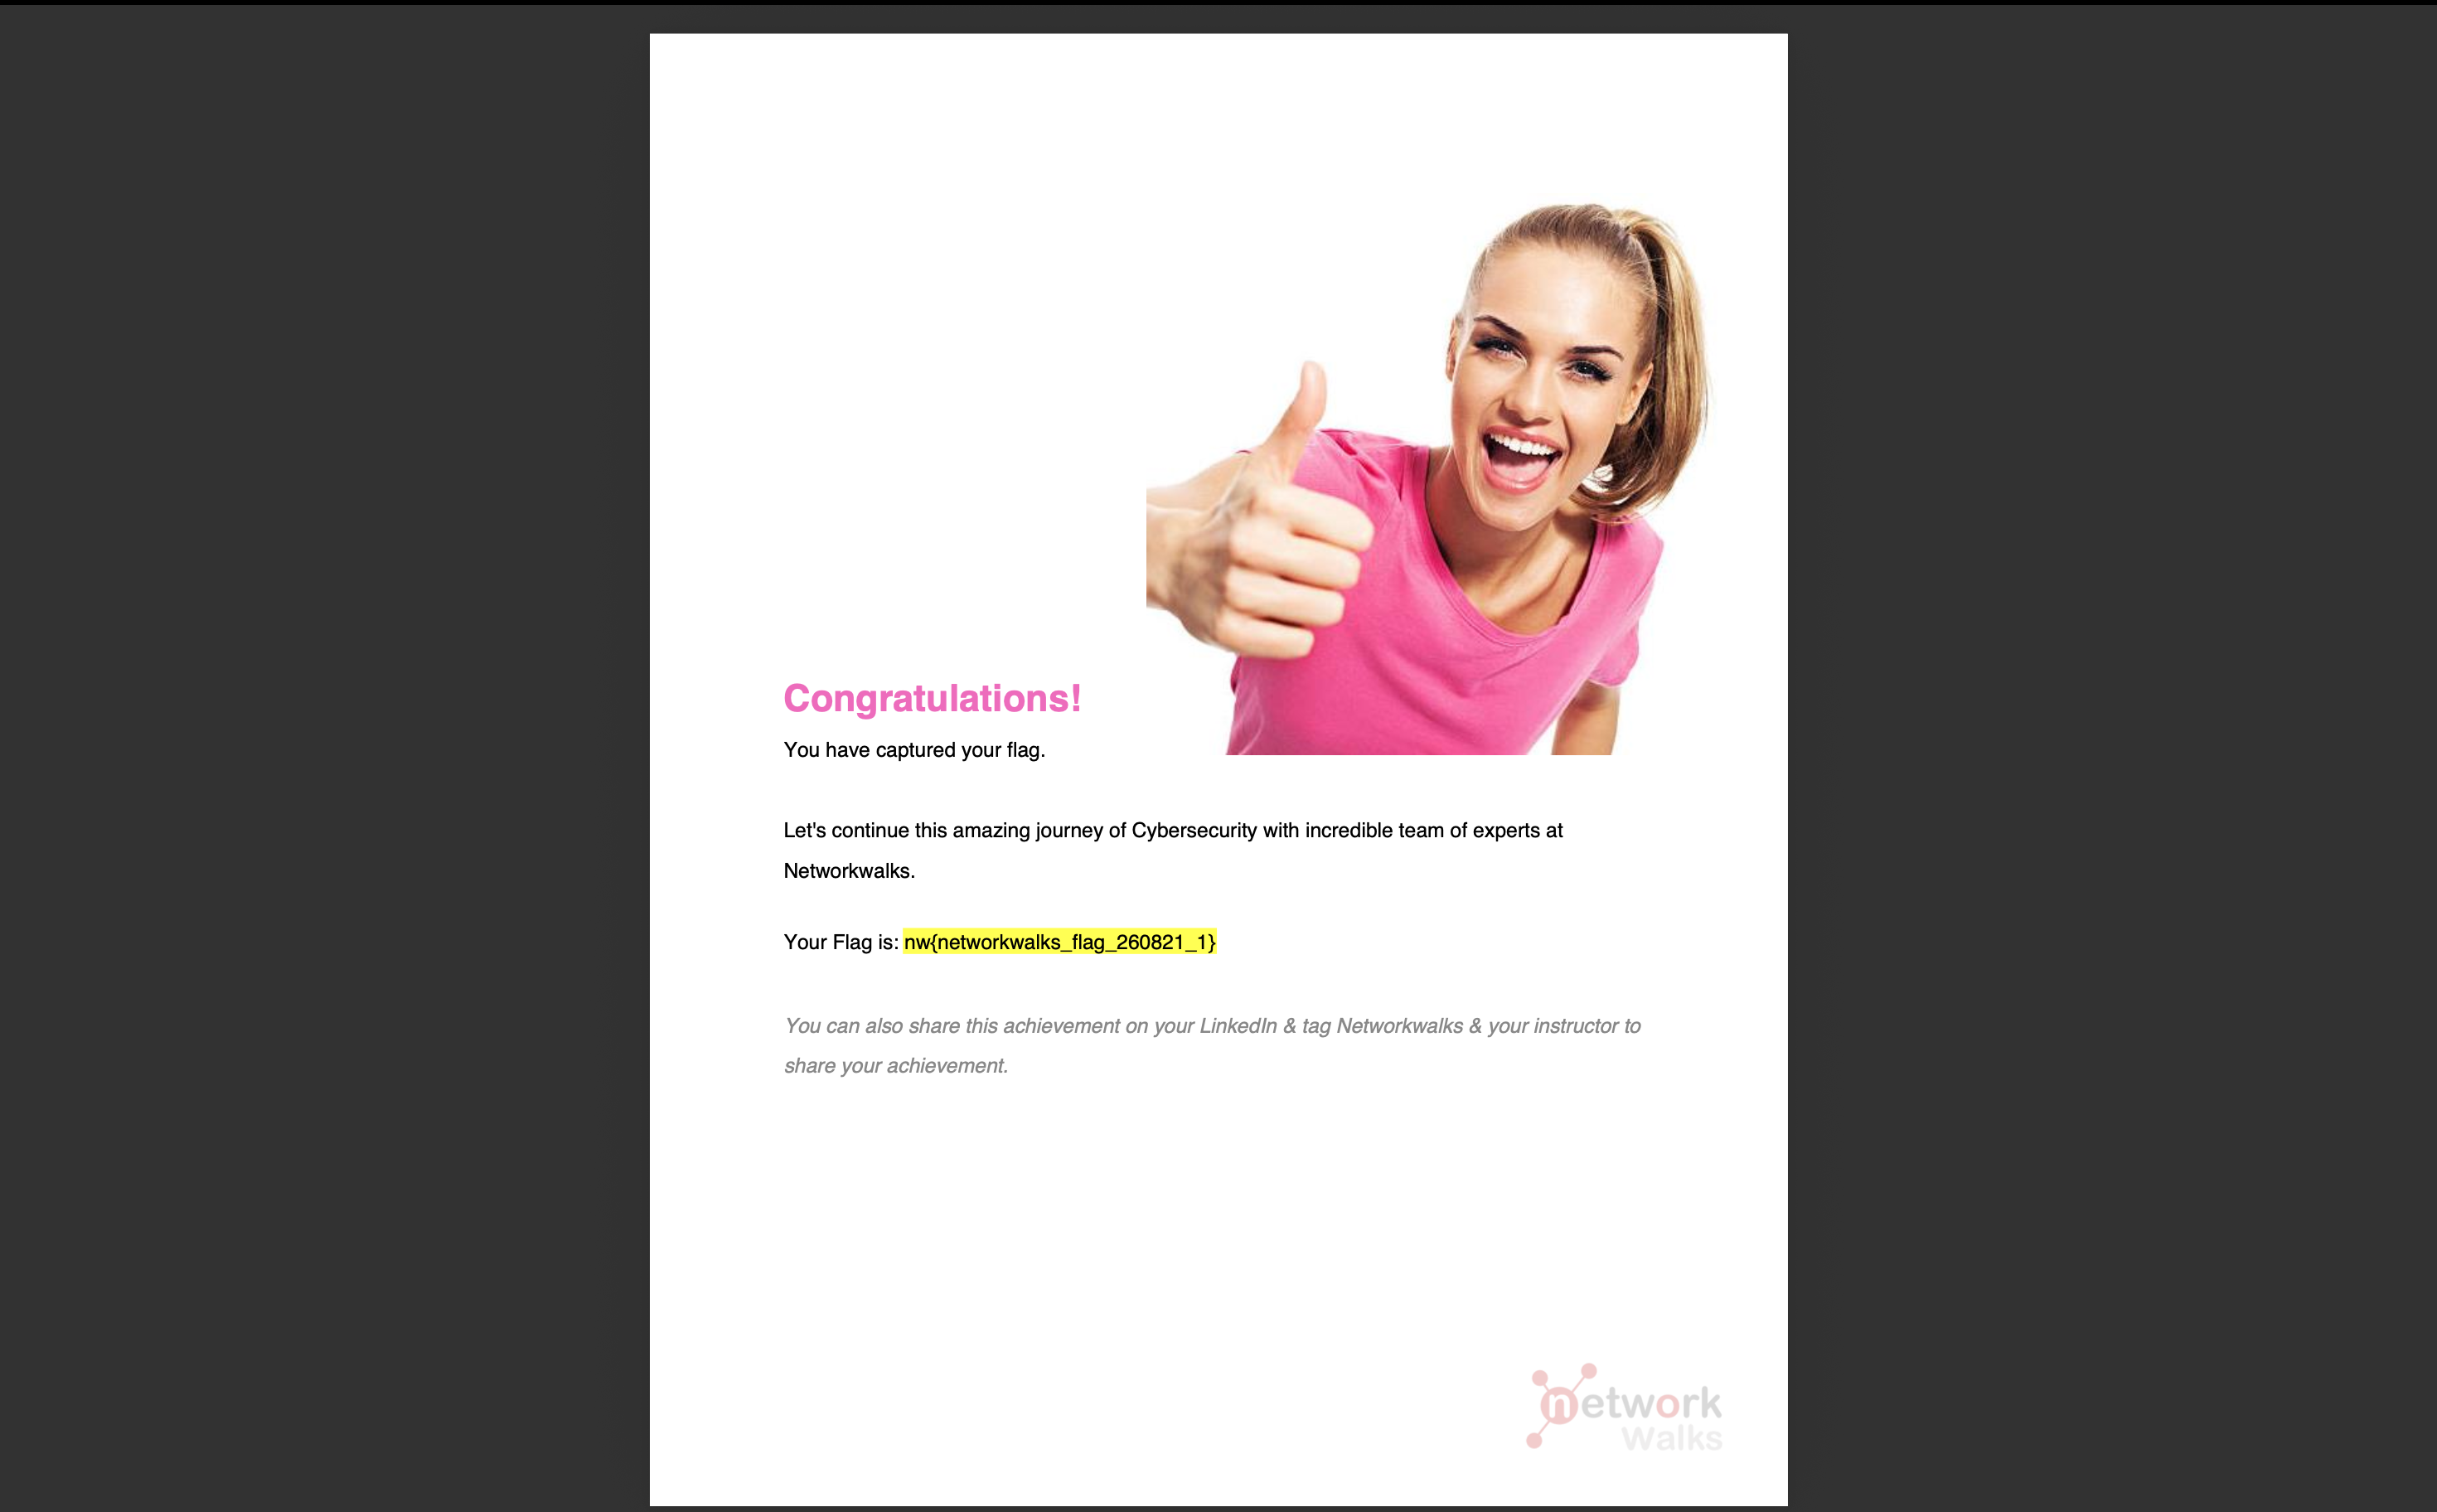 Congratulations!
You have captured your flag.
Let's continue this amazing journey of Cybersecurity with incredible team of experts at
Networkwalks.
Your Flag is: nw{networkwalks_flag_260821_1}
You can also share this achievement on your LinkedIn & tag Networkwalks & your instructor to
share your achievement.
network
Walks